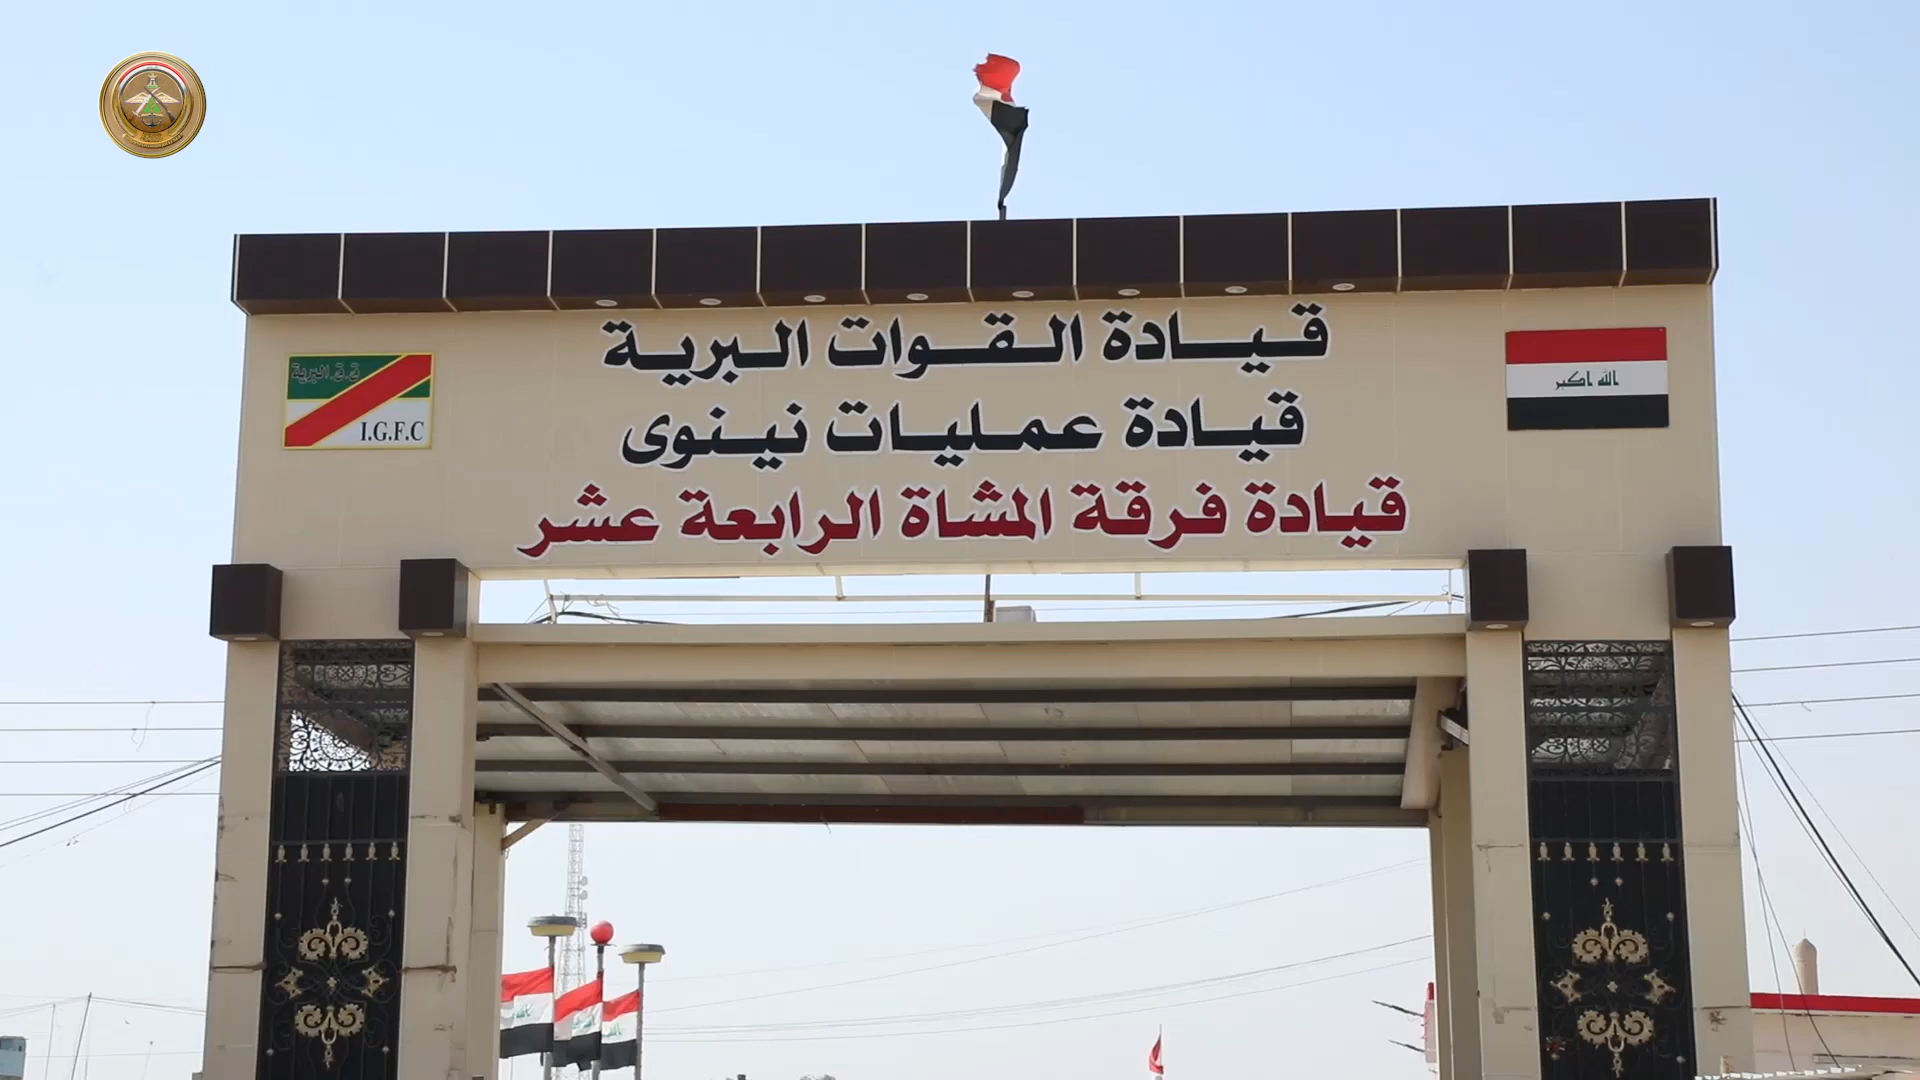 قيادة القوات البرية
قيادة عمليات نينوى
قيادة فرقة المشاة الرابعة عشر
ق.ق.البرية
I.G.F.C
الله اكبر